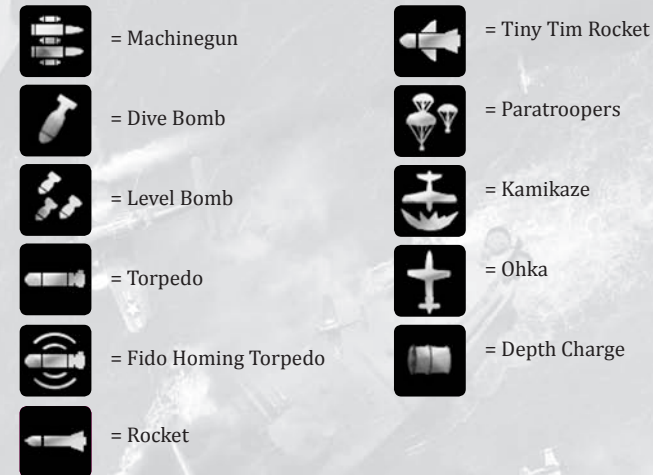 = Machinegun
= Dive Bomb
= Level Bomb
= Torpedo
= Fido Homing Torpedo
= Rocket
= Tiny Tim Rocket
= Paratroopers
= Kamikaze
= Ohka
= Depth Charge